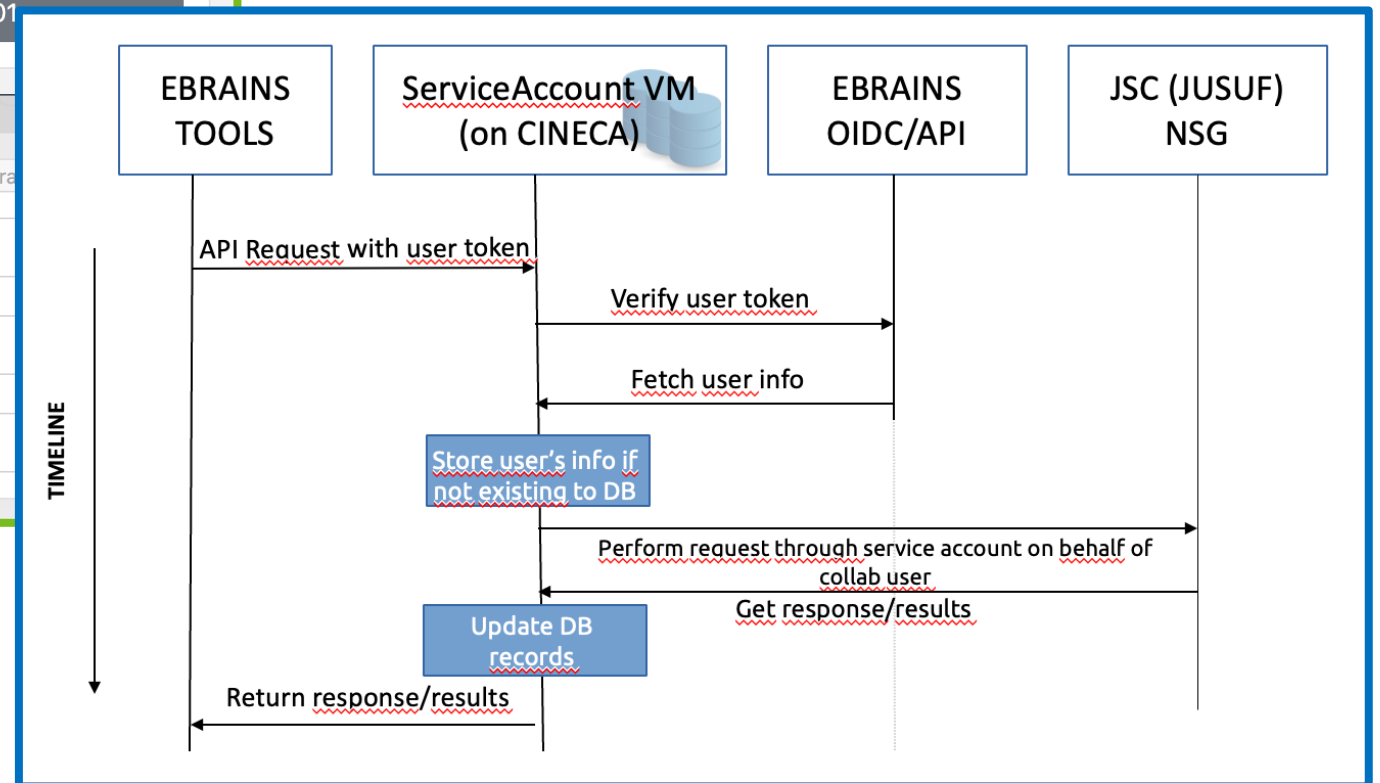 01
ra
EBRAINS
TOOLS
ServiceAccount VM
(on CINECA)
EBRAINS
OIDC/API
JSC (JUSUF)
NSG
API Request with user token
Verify user token
Fetch user info
TIMELINE
Store user's info if
not existing to DB
Perform request through service account on behalf of
collab user
Get response/results
Update DB
records
Return response/results